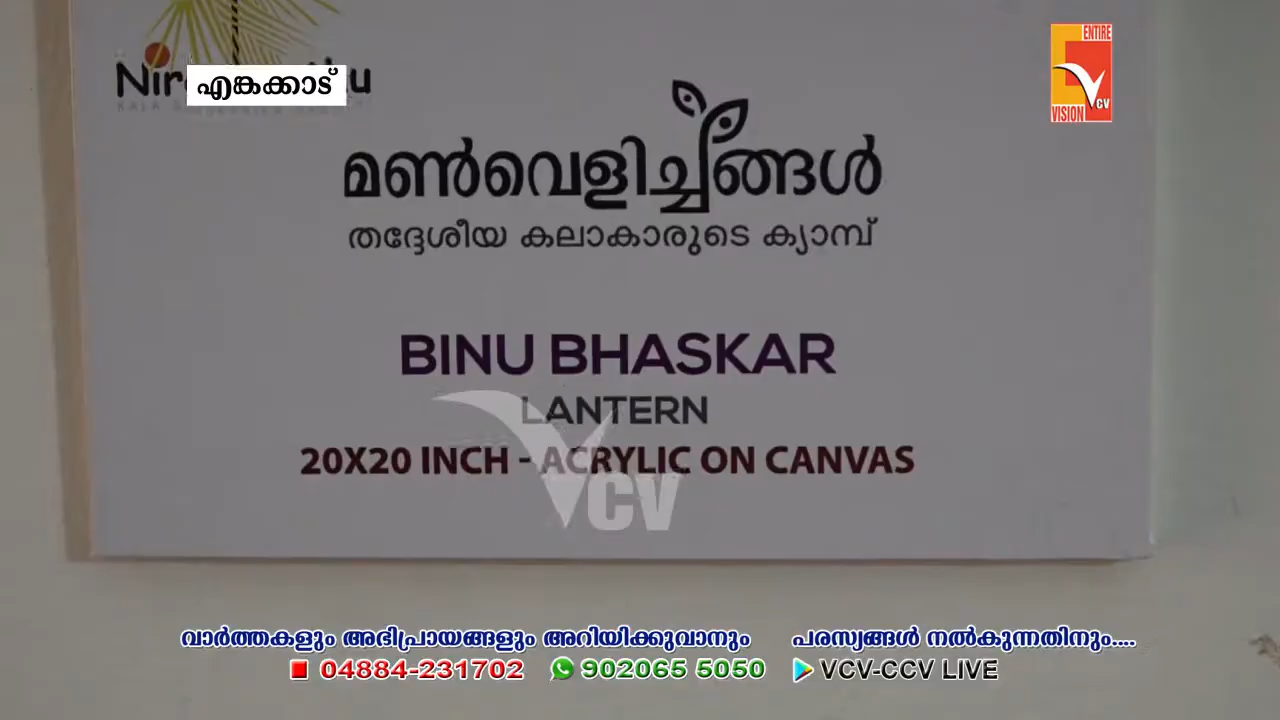 ENTIRE
VCV
VISION
എങ്കക്കാട്
മൺവെളിച്ചങ്ങൾ
തദ്ദേശീയ കലാകാരുടെ ക്യാമ്പ്
BINU BHASKAR
LANTERN
20X20 INCH - ACRYLIC ON CANVAS
VCV
വാർത്തകളും അഭിപ്രായങ്ങളും അറിയിക്കുവാനും പരസ്യങ്ങൾ നൽകുന്നതിനും....
04884-231702 902065 5050 VCV-CCV LIVE